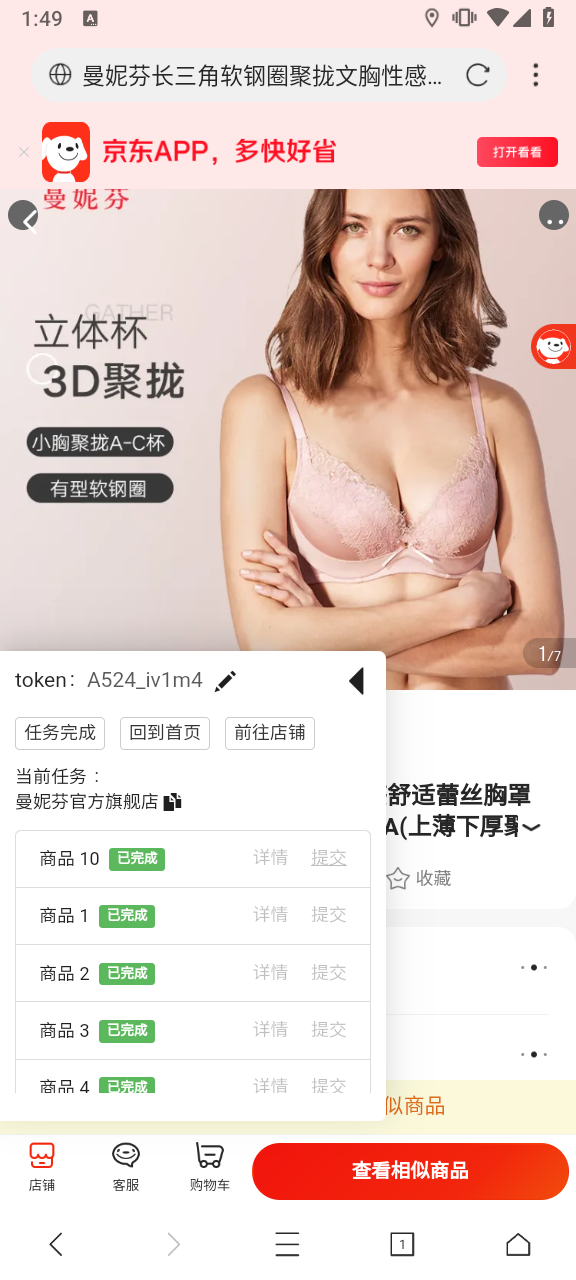 1:49
A
曼妮芬长三角软钢圈聚拢文胸性感...
京东APP，多快好省
打开看看
曼妮芬
GATHER
立体杯
3D聚拢
小胸聚拢A-C杯
有型软钢圈
1/7
token： A524_iv1m4
任务完成 回到首页 前往店铺
当前任务：
曼妮芬官方旗舰店
舒适蕾丝胸罩
A(上薄下厚聚
收藏
商品 10 已完成 详情 提交
商品 1 已完成 详情 提交
商品 2 已完成 详情 提交
商品 3 已完成 详情 提交
商品 4 已完成 详情 提交
似商品
店铺
客服
购物车
查看相似商品
1